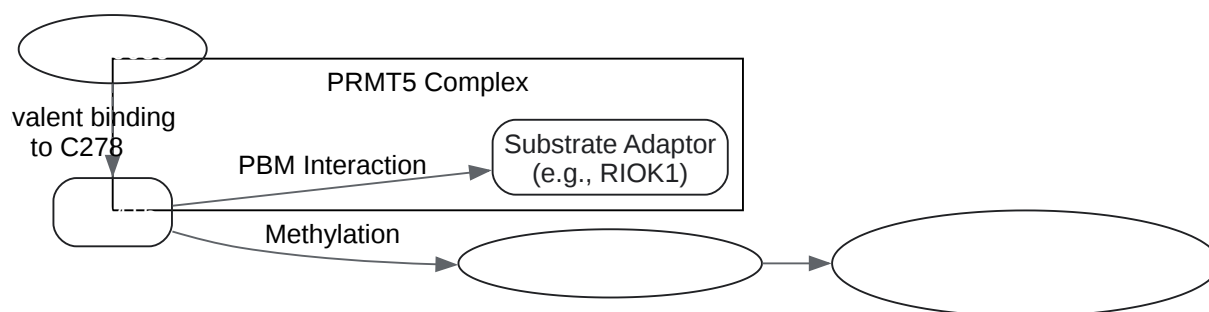 PRMT5 Complex
valent binding
to C278
Substrate Adaptor
(e.g., RIOK1)
PBM Interaction
Methylation